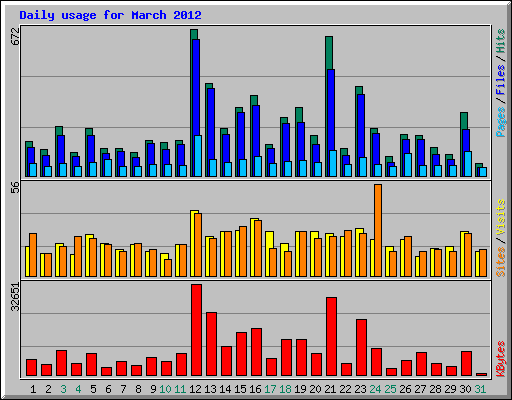 Daily usage for March 2012
672
Pages / Files / Hits
56
Sites / Visits
32651
KBytes
1 2 3 4 5 6 7 8 9 10 11 12 13 14 15 16 17 18 19 20 21 22 23 24 25 26 27 28 29 30 31